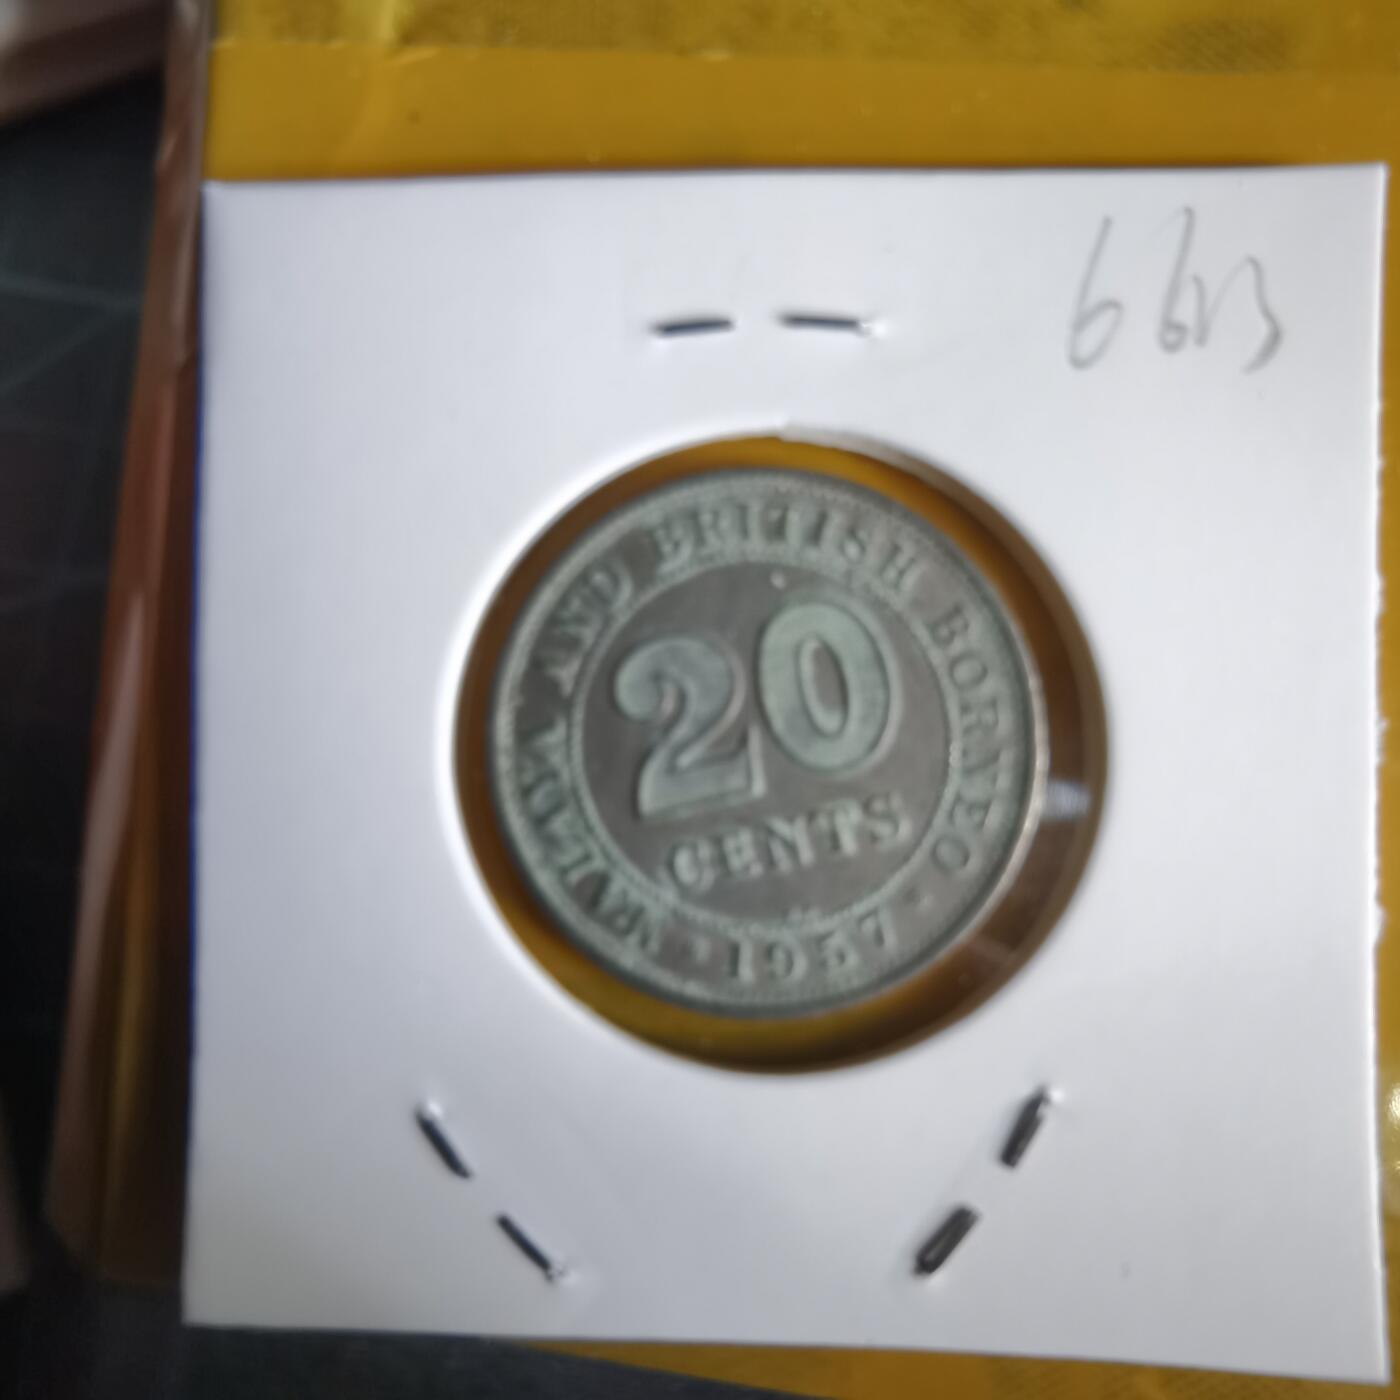 MALAYA AND BRITISH BORNEO
20
CENTS
· 1957 ·